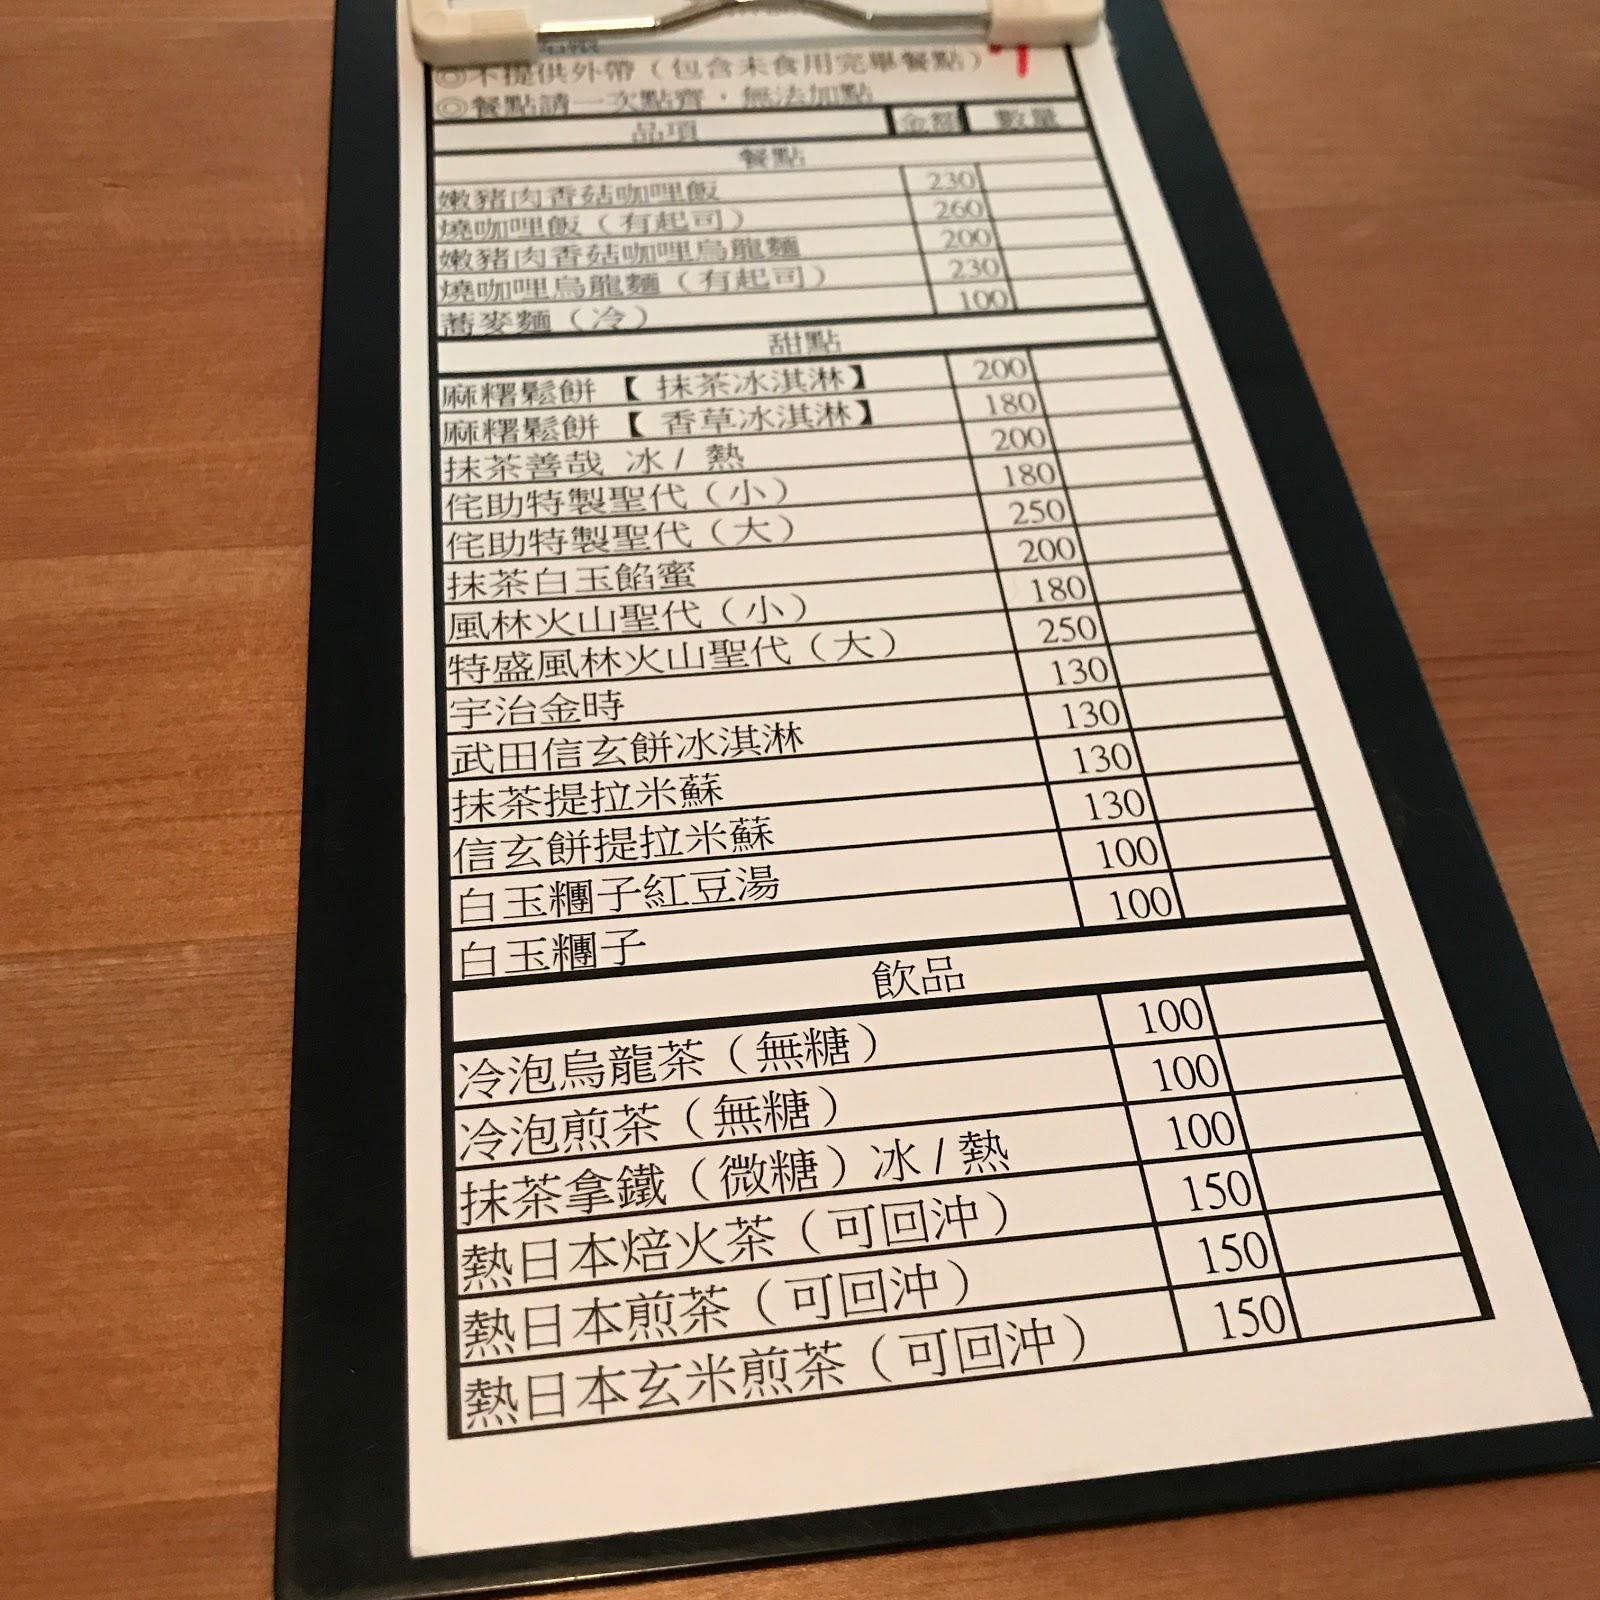 ◎不提供外帶（包含未食用完畢餐點）
◎餐點請一次點齊，無法加點
品項 金額 數量
餐點
嫩豬肉香菇咖哩飯 230
燒咖哩飯（有起司） 260
嫩豬肉香菇咖哩烏龍麵 200
燒咖哩烏龍麵（有起司） 230
蕎麥麵（冷） 100
甜點
麻糬鬆餅【 抹茶冰淇淋】 200
麻糬鬆餅【 香草冰淇淋】 180
抹茶善哉 冰 / 熱 200
侘助特製聖代（小） 180
侘助特製聖代（大） 250
抹茶白玉餡蜜 200
風林火山聖代（小） 180
特盛風林火山聖代（大） 250
宇治金時 130
武田信玄餅冰淇淋 130
抹茶提拉米蘇 130
信玄餅提拉米蘇 130
白玉糰子紅豆湯 100
白玉糰子 100
飲品
冷泡烏龍茶（無糖） 100
冷泡煎茶（無糖） 100
抹茶拿鐵（微糖）冰 / 熱 100
熱日本焙火茶（可回沖） 150
熱日本煎茶（可回沖） 150
熱日本玄米煎茶（可回沖） 150